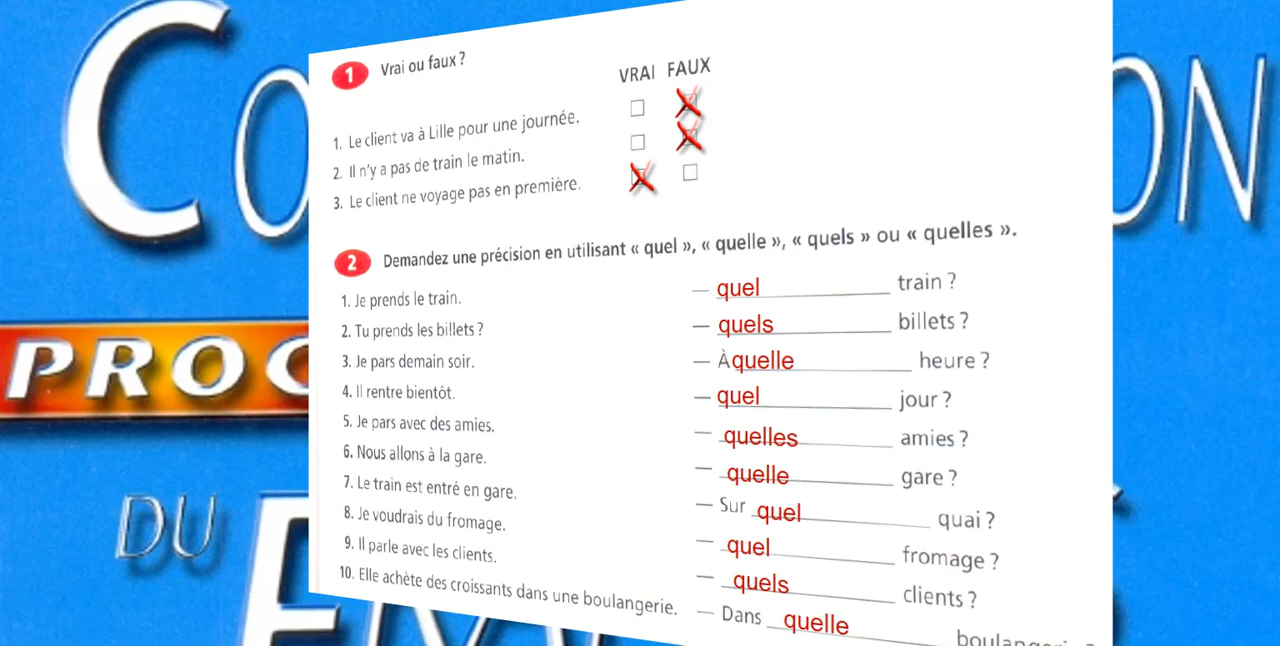 CO
ON
PROG
DU
1 Vrai ou faux ?
VRAI FAUX
1. Le client va à Lille pour une journée.
2. Il n'y a pas de train le matin.
3. Le client ne voyage pas en première.
2 Demandez une précision en utilisant « quel », « quelle », « quels » ou « quelles ».
1. Je prends le train. — quel train ?
2. Tu prends les billets ? — quels billets ?
3. Je pars demain soir. — À quelle heure ?
4. Il rentre bientôt. — quel jour ?
5. Je pars avec des amies. — quelles amies ?
6. Nous allons à la gare. — quelle gare ?
7. Le train est entré en gare. — Sur quel quai ?
8. Je voudrais du fromage. — quel fromage ?
9. Il parle avec les clients. — quels clients ?
10. Elle achète des croissants dans une boulangerie. — Dans quelle